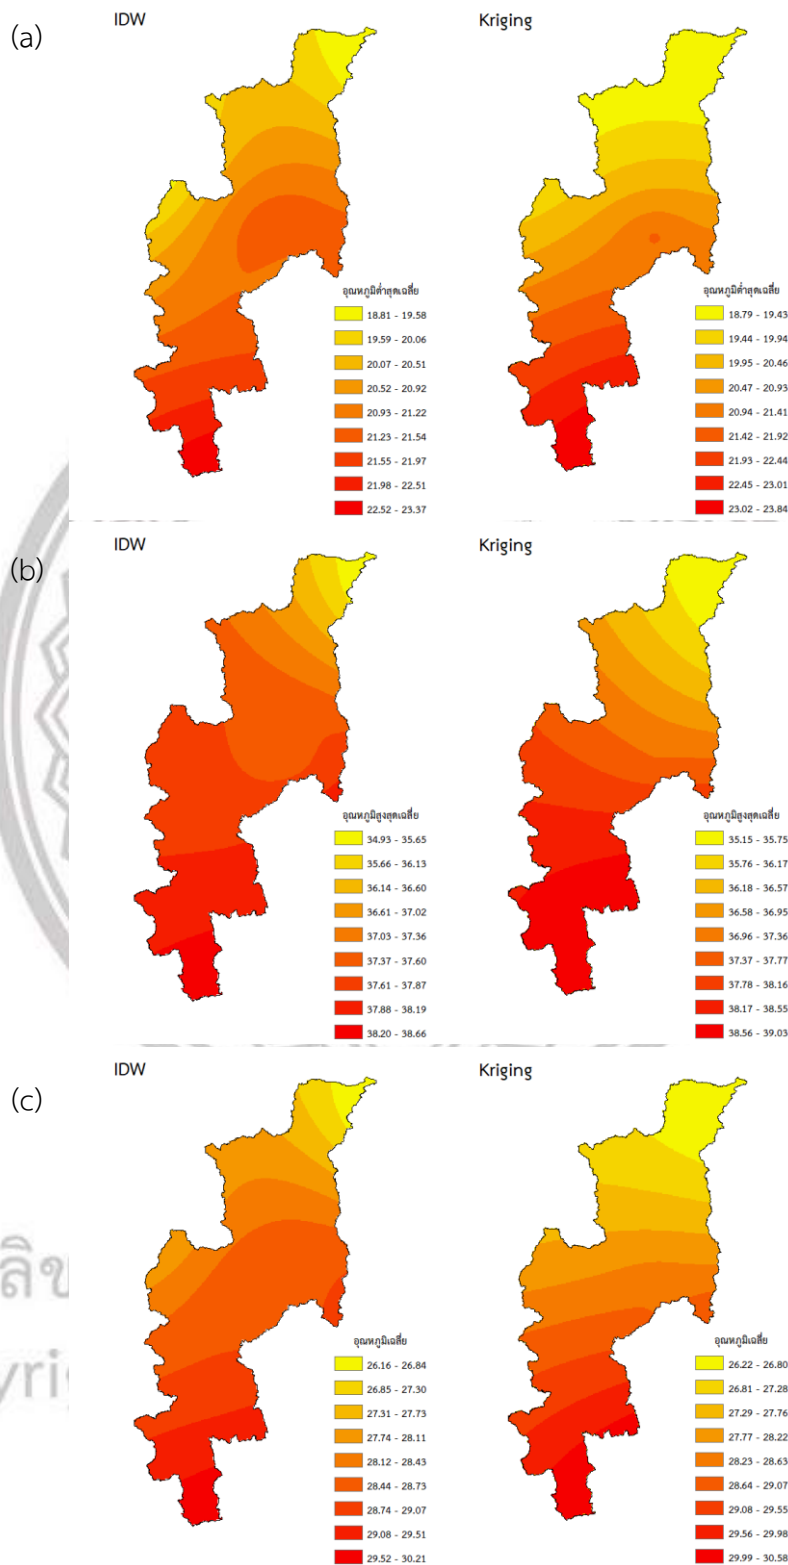 (a)
IDW
Kriging
อุณหภูมิต่ำสุดเฉลี่ย
18.81 - 19.58
19.59 - 20.06
20.07 - 20.51
20.52 - 20.92
20.93 - 21.22
21.23 - 21.54
21.55 - 21.97
21.98 - 22.51
22.52 - 23.37
อุณหภูมิต่ำสุดเฉลี่ย
18.79 - 19.43
19.44 - 19.94
19.95 - 20.46
20.47 - 20.93
20.94 - 21.41
21.42 - 21.92
21.93 - 22.44
22.45 - 23.01
23.02 - 23.84
(b)
IDW
Kriging
อุณหภูมิสูงสุดเฉลี่ย
34.93 - 35.65
35.66 - 36.13
36.14 - 36.60
36.61 - 37.02
37.03 - 37.36
37.37 - 37.60
37.61 - 37.87
37.88 - 38.19
38.20 - 38.66
อุณหภูมิสูงสุดเฉลี่ย
35.15 - 35.75
35.76 - 36.17
36.18 - 36.57
36.58 - 36.95
36.96 - 37.36
37.37 - 37.77
37.78 - 38.16
38.17 - 38.55
38.56 - 39.03
(c)
IDW
Kriging
อุณหภูมิเฉลี่ย
26.16 - 26.84
26.85 - 27.30
27.31 - 27.73
27.74 - 28.11
28.12 - 28.43
28.44 - 28.73
28.74 - 29.07
29.08 - 29.51
29.52 - 30.21
อุณหภูมิเฉลี่ย
26.22 - 26.80
26.81 - 27.28
27.29 - 27.76
27.77 - 28.22
28.23 - 28.63
28.64 - 29.07
29.08 - 29.55
29.56 - 29.98
29.99 - 30.58